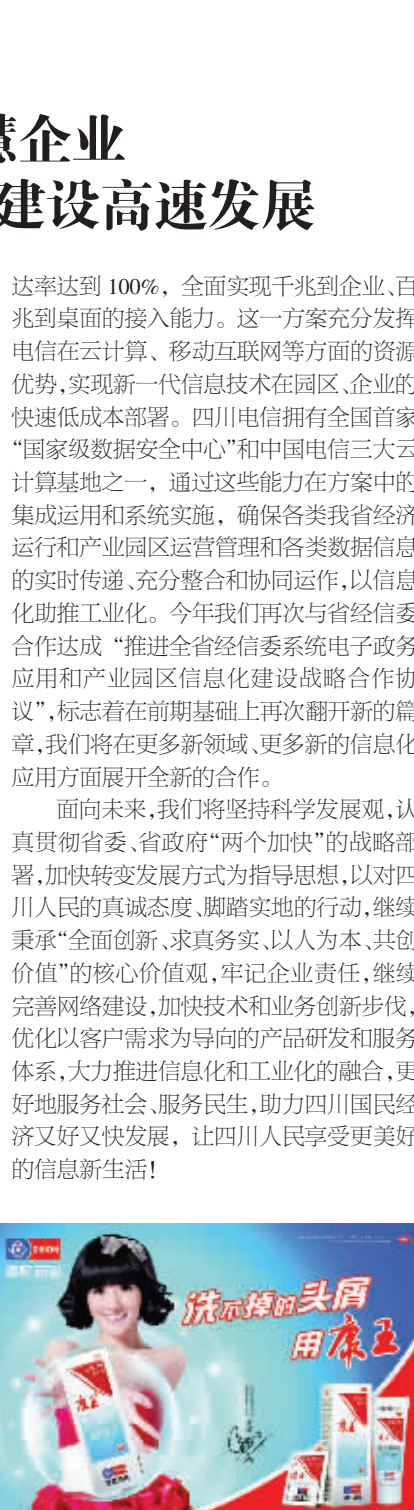 慧企业
建设高速发展
达率达到 100%，全面实现千兆到企业、百
兆到桌面的接入能力。这一方案充分发挥
电信在云计算、移动互联网等方面的资源
优势,实现新一代信息技术在园区、企业的
快速低成本部署。四川电信拥有全国首家
“国家级数据安全中心”和中国电信三大云
计算基地之一，通过这些能力在方案中的
集成运用和系统实施，确保各类我省经济
运行和产业园区运营管理和各类数据信息
的实时传递、充分整合和协同运作,以信息
化助推工业化。今年我们再次与省经信委
合作达成“推进全省经信委系统电子政务
应用和产业园区信息化建设战略合作协
议”,标志着在前期基础上再次翻开新的篇
章,我们将在更多新领域、更多新的信息化
应用方面展开全新的合作。
面向未来,我们将坚持科学发展观,认
真贯彻省委、省政府“两个加快”的战略部
署,加快转变发展方式为指导思想,以对四
川人民的真诚态度、脚踏实地的行动,继续
秉承“全面创新、求真务实、以人为本、共创
价值”的核心价值观,牢记企业责任,继续
完善网络建设,加快技术和业务创新步伐,
优化以客户需求为导向的产品研发和服务
体系,大力推进信息化和工业化的融合,更
好地服务社会、服务民生,助力四川国民经
济又好又快发展，让四川人民享受更美好
的信息新生活！
洗不掉的头屑
用康王
康王